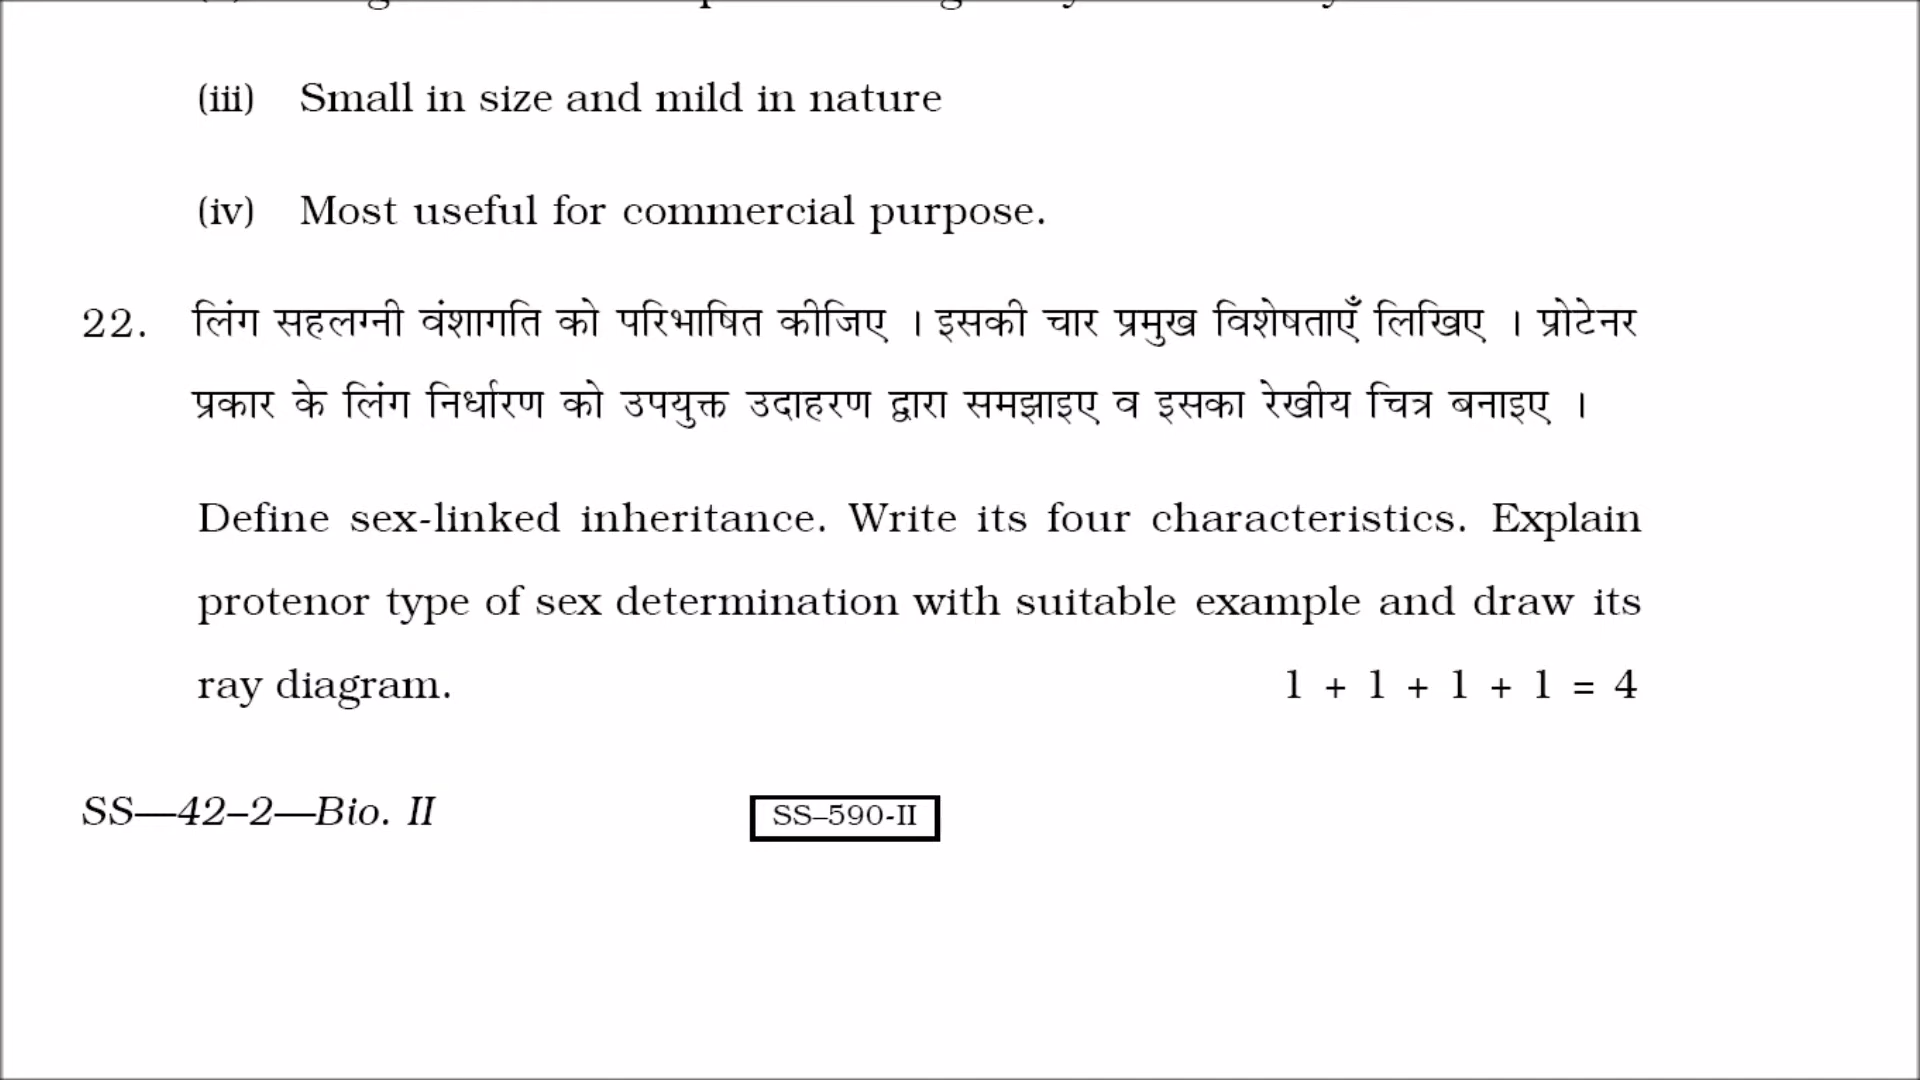 (iii) Small in size and mild in nature
(iv) Most useful for commercial purpose.
22. लिंग सहलग्नी वंशागति को परिभाषित कीजिए । इसकी चार प्रमुख विशेषताएँ लिखिए । प्रोटेनर
प्रकार के लिंग निर्धारण को उपयुक्त उदाहरण द्वारा समझाइए व इसका रेखीय चित्र बनाइए ।
Define sex-linked inheritance. Write its four characteristics. Explain
protenor type of sex determination with suitable example and draw its
ray diagram. 1 + 1 + 1 + 1 = 4
SS—42–2—Bio. II SS–590-II